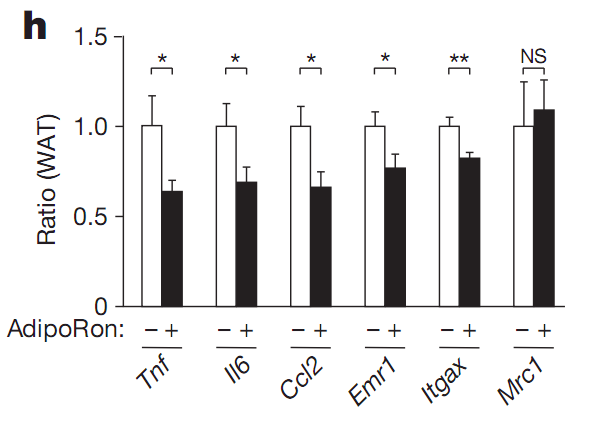 h
Ratio (WAT)
1.5
1.0
0.5
0
* * * * ** NS
AdipoRon: − + − + − + − + − + − +
Tnf Il6 Ccl2 Emr1 Itgax Mrc1